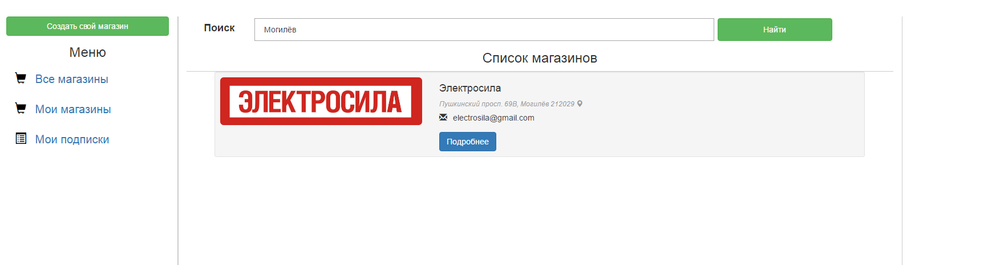 Создать свой магазин
Меню
Все магазины
Мои магазины
Мои подписки
Поиск
Могилёв
Найти
Список магазинов
ЭЛЕКТРОСИЛА
Электросила
Пушкинский просп. 69В, Могилёв 212029
electrosila@gmail.com
Подробнее